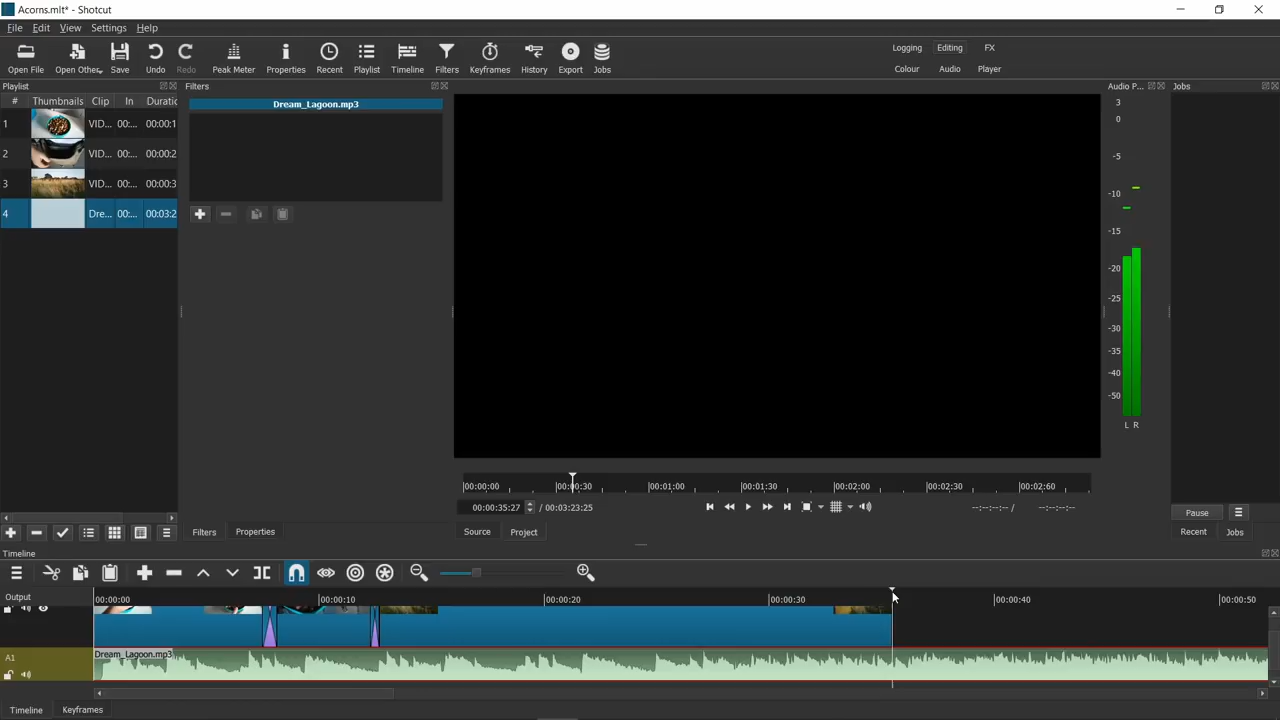 Acorns.mlt* - Shotcut
File Edit View Settings Help
Open File Open Other... Save Undo Redo Peak Meter Properties Recent Playlist Timeline Filters Keyframes History Export Jobs
Logging Editing FX
Colour Audio Player
Playlist
# Thumbnails Clip In Duratic
1 VID... 00:... 00:00:1
2 VID... 00:... 00:00:2
3 VID... 00:... 00:00:3
4 Dre... 00:... 00:03:2
Filters
Dream_Lagoon.mp3
Filters Properties
00:00:00 00:00:30 00:01:00 00:01:30 00:02:00 00:02:30 00:02:60
00:00:35:27 / 00:03:23:25
--:--:--:-- / --:--:--:--
Source Project
Audio P...
3
0
-5
-10
-15
-20
-25
-30
-35
-40
-50
L R
Jobs
Pause
Recent Jobs
Timeline
Output 00:00:00 00:00:10 00:00:20 00:00:30 00:00:40 00:00:50
A1 Dream_Lagoon.mp3
Timeline Keyframes